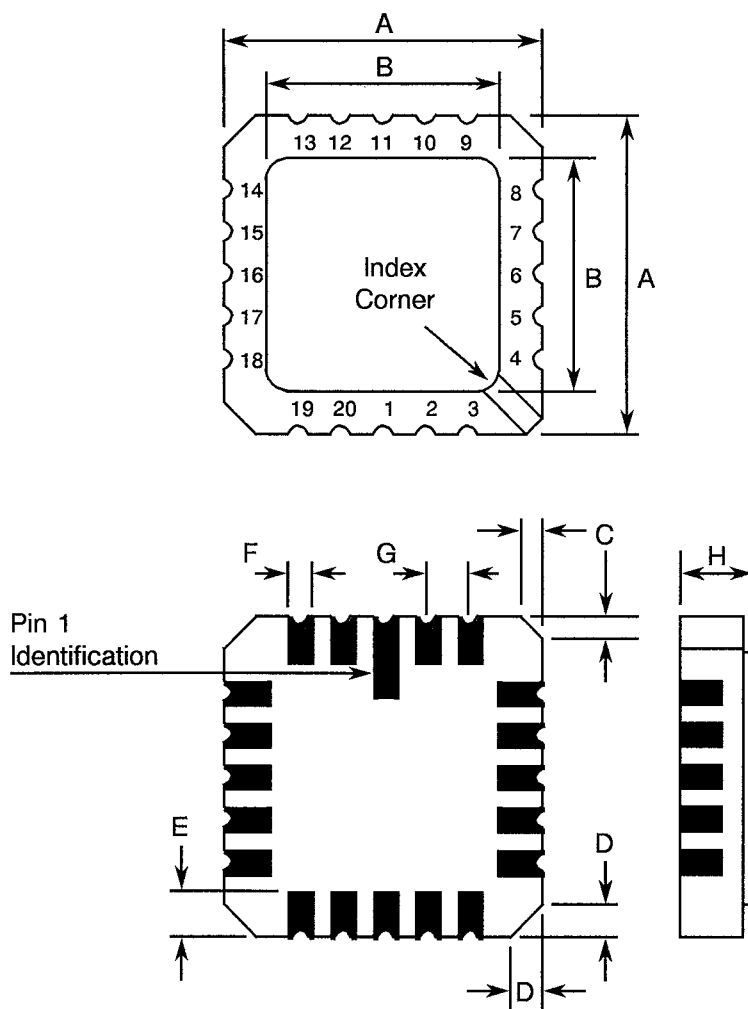 A
B
13 12 11 10 9
14 8
15 7
16 6
17 5
18 4
Index
Corner
B A
19 20 1 2 3
F G C H
Pin 1
Identification
E D
D